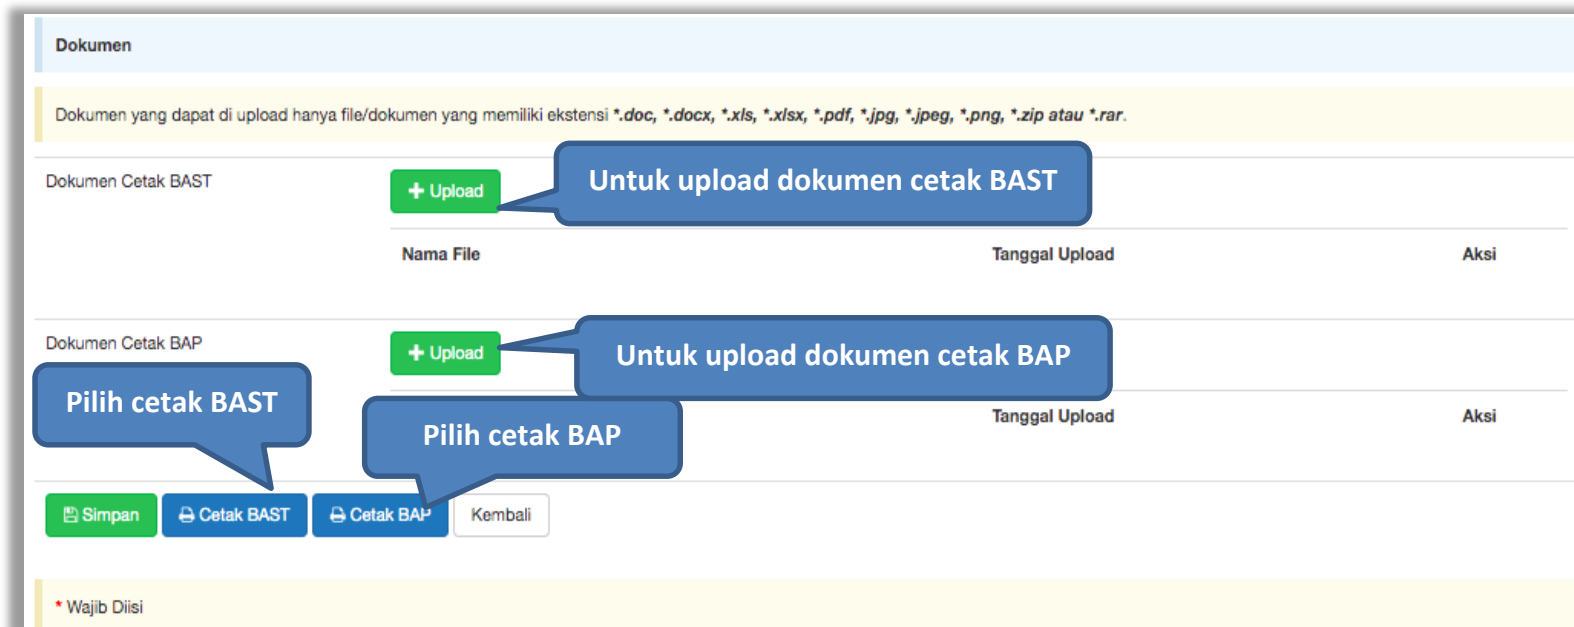 Dokumen
Dokumen yang dapat di upload hanya file/dokumen yang memiliki ekstensi *.doc, *.docx, *.xls, *.xlsx, *.pdf, *.jpg, *.jpeg, *.png, *.zip atau *.rar.
Dokumen Cetak BAST
Upload
Untuk upload dokumen cetak BAST
Nama File Tanggal Upload Aksi
Dokumen Cetak BAP
Upload
Untuk upload dokumen cetak BAP
Pilih cetak BAST
Pilih cetak BAP
Tanggal Upload Aksi
Simpan Cetak BAST Cetak BAP Kembali
* Wajib Diisi